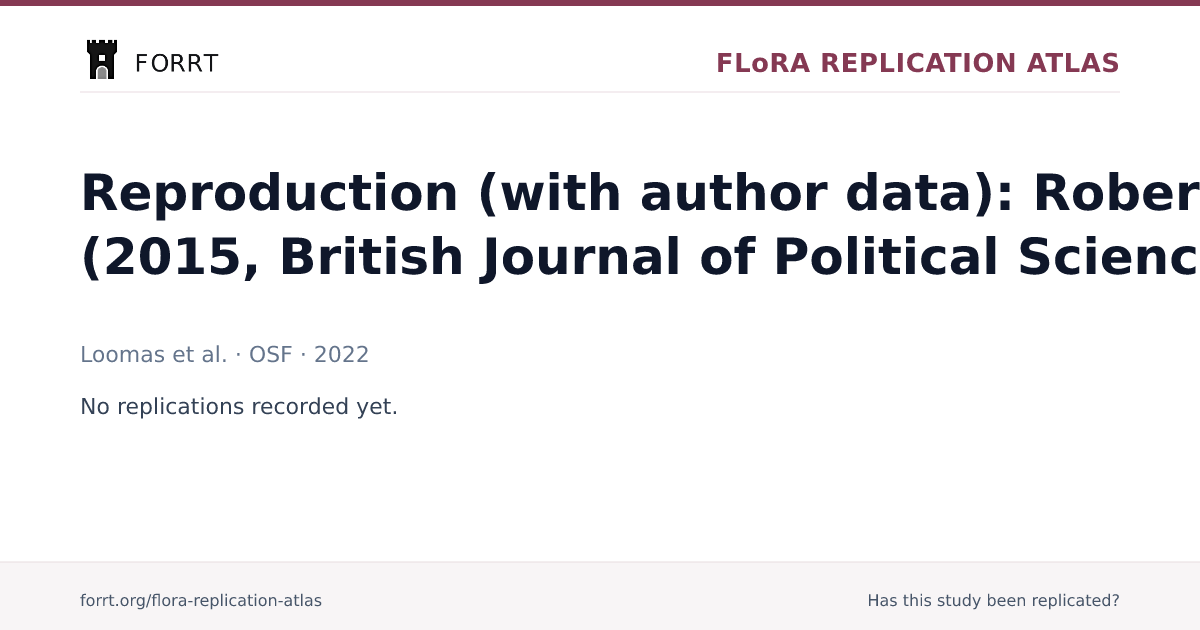 FORRT
FLoRA REPLICATION ATLAS
Reproduction (with author data): Rober
(2015, British Journal of Political Scienc
Loomas et al. · OSF · 2022
No replications recorded yet.
forrt.org/flora-replication-atlas
Has this study been replicated?